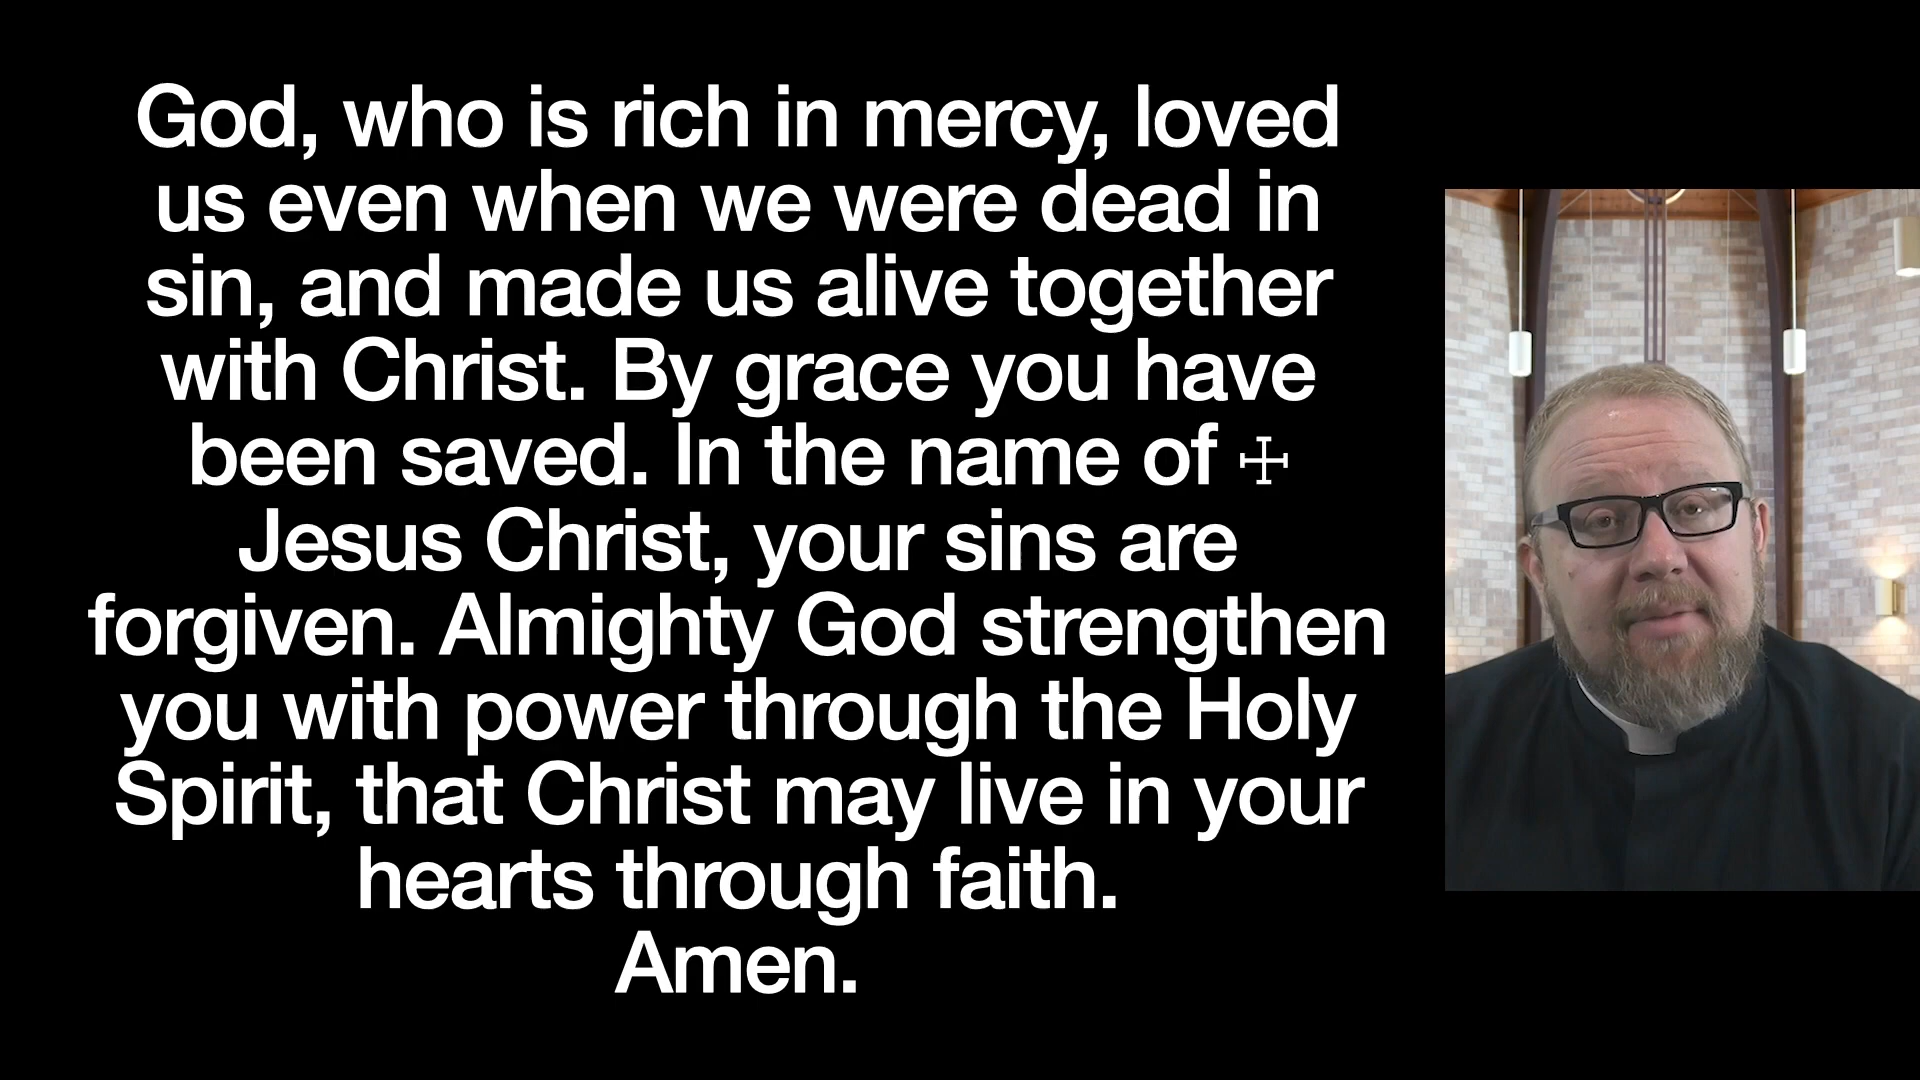 God, who is rich in mercy, loved
us even when we were dead in
sin, and made us alive together
with Christ. By grace you have
been saved. In the name of ☩
Jesus Christ, your sins are
forgiven. Almighty God strengthen
you with power through the Holy
Spirit, that Christ may live in your
hearts through faith.
Amen.